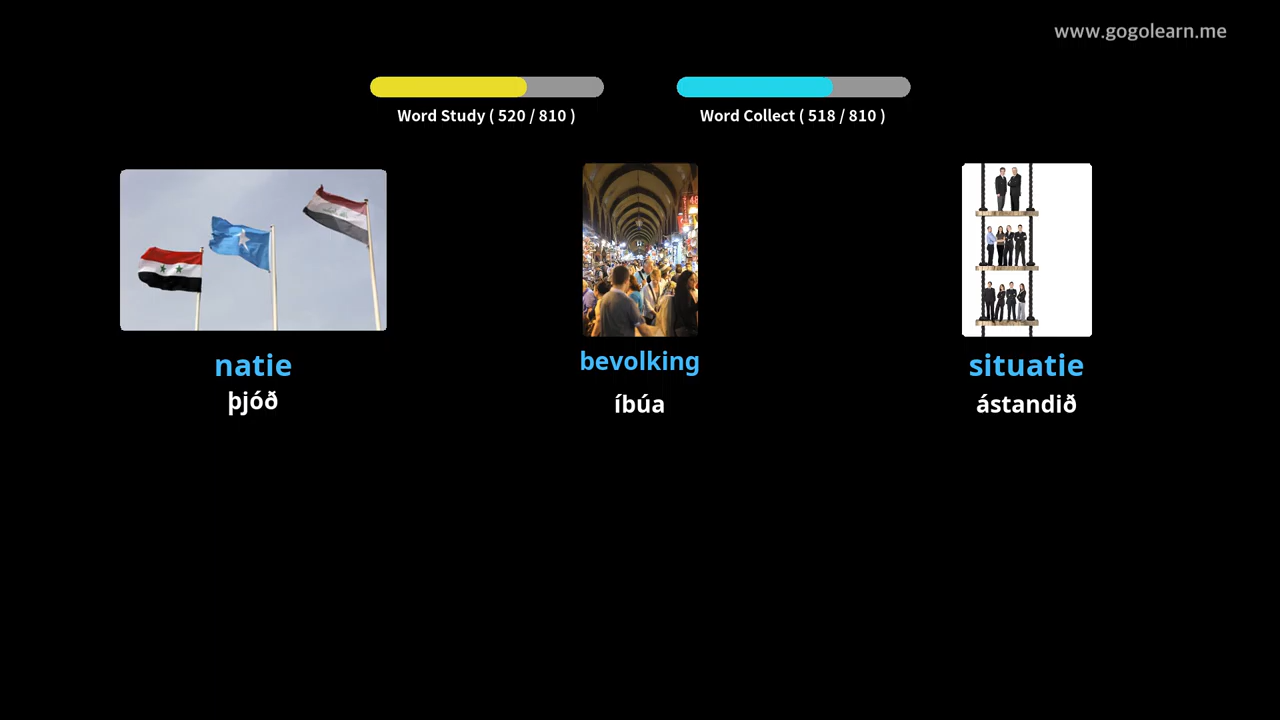 www.gogolearn.me
Word Study ( 520 / 810 )
Word Collect ( 518 / 810 )
natie
þjóð
bevolking
íbúa
situatie
ástandið